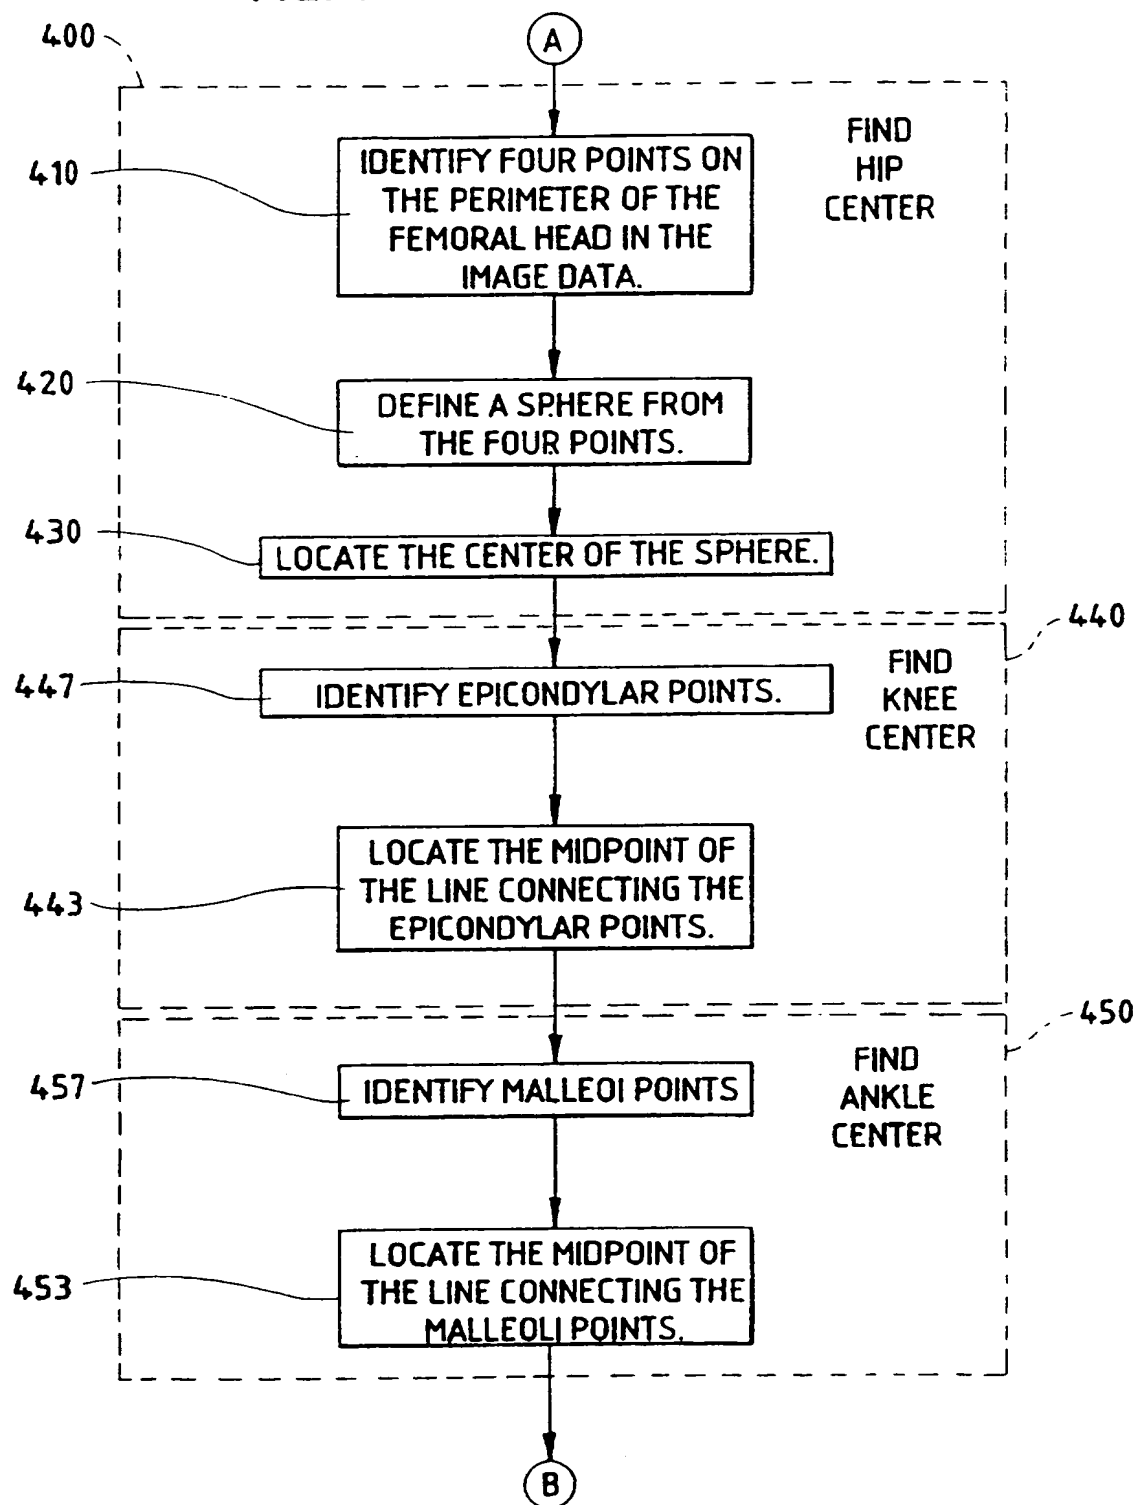 400
A
FIND
HIP
CENTER
410
IDENTIFY FOUR POINTS ON
THE PERIMETER OF THE
FEMORAL HEAD IN THE
IMAGE DATA.
420
DEFINE A SPHERE FROM
THE FOUR POINTS.
430
LOCATE THE CENTER OF THE SPHERE.
440
FIND
KNEE
CENTER
447
IDENTIFY EPICONDYLAR POINTS.
443
LOCATE THE MIDPOINT OF
THE LINE CONNECTING THE
EPICONDYLAR POINTS.
450
FIND
ANKLE
CENTER
457
IDENTIFY MALLEOI POINTS
453
LOCATE THE MIDPOINT OF
THE LINE CONNECTING THE
MALLEOLI POINTS.
B